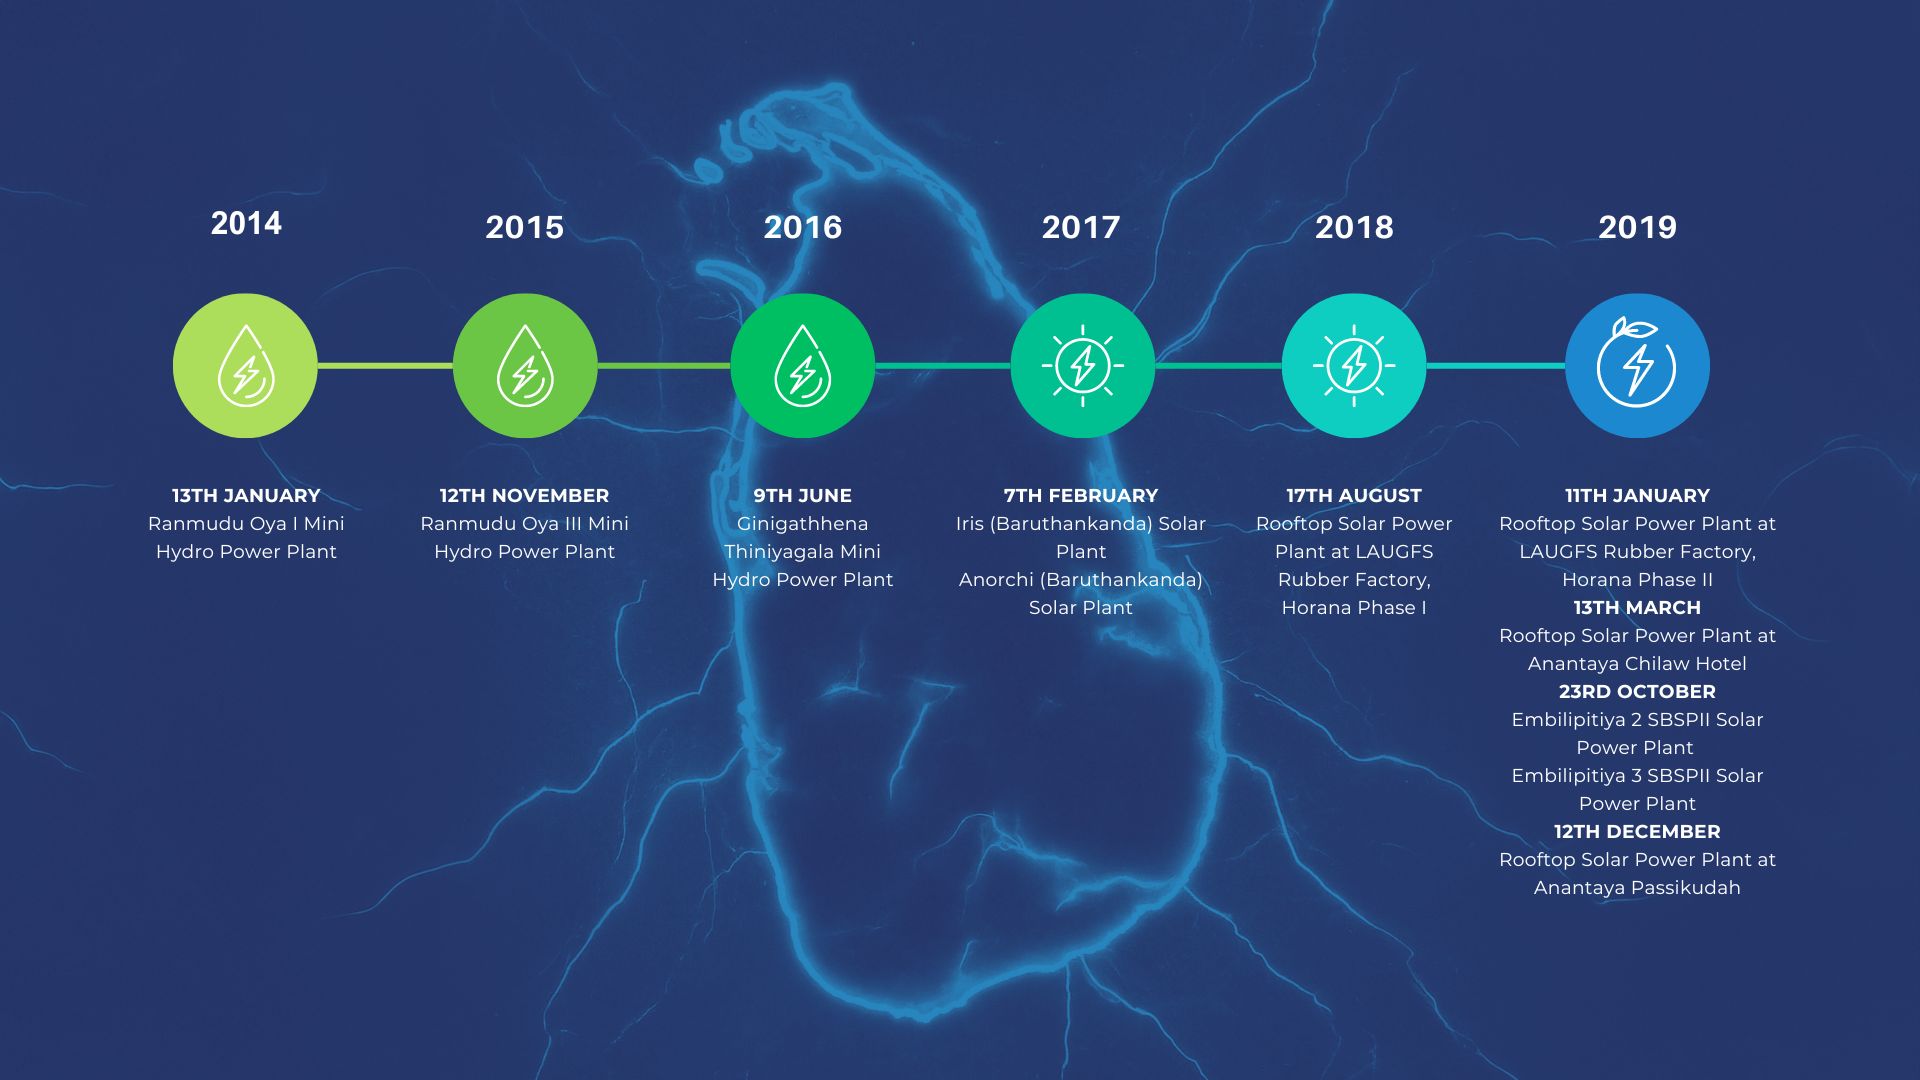 2014
13TH JANUARY
Ranmudu Oya I Mini
Hydro Power Plant
2015
12TH NOVEMBER
Ranmudu Oya III Mini
Hydro Power Plant
2016
9TH JUNE
Ginigathhena
Thiniyagala Mini
Hydro Power Plant
2017
7TH FEBRUARY
Iris (Baruthankanda) Solar
Plant
Anorchi (Baruthankanda)
Solar Plant
2018
17TH AUGUST
Rooftop Solar Power
Plant at LAUGFS
Rubber Factory,
Horana Phase I
2019
11TH JANUARY
Rooftop Solar Power Plant at
LAUGFS Rubber Factory,
Horana Phase II
13TH MARCH
Rooftop Solar Power Plant at
Anantaya Chilaw Hotel
23RD OCTOBER
Embilipitiya 2 SBSPII Solar
Power Plant
Embilipitiya 3 SBSPII Solar
Power Plant
12TH DECEMBER
Rooftop Solar Power Plant at
Anantaya Passikudah